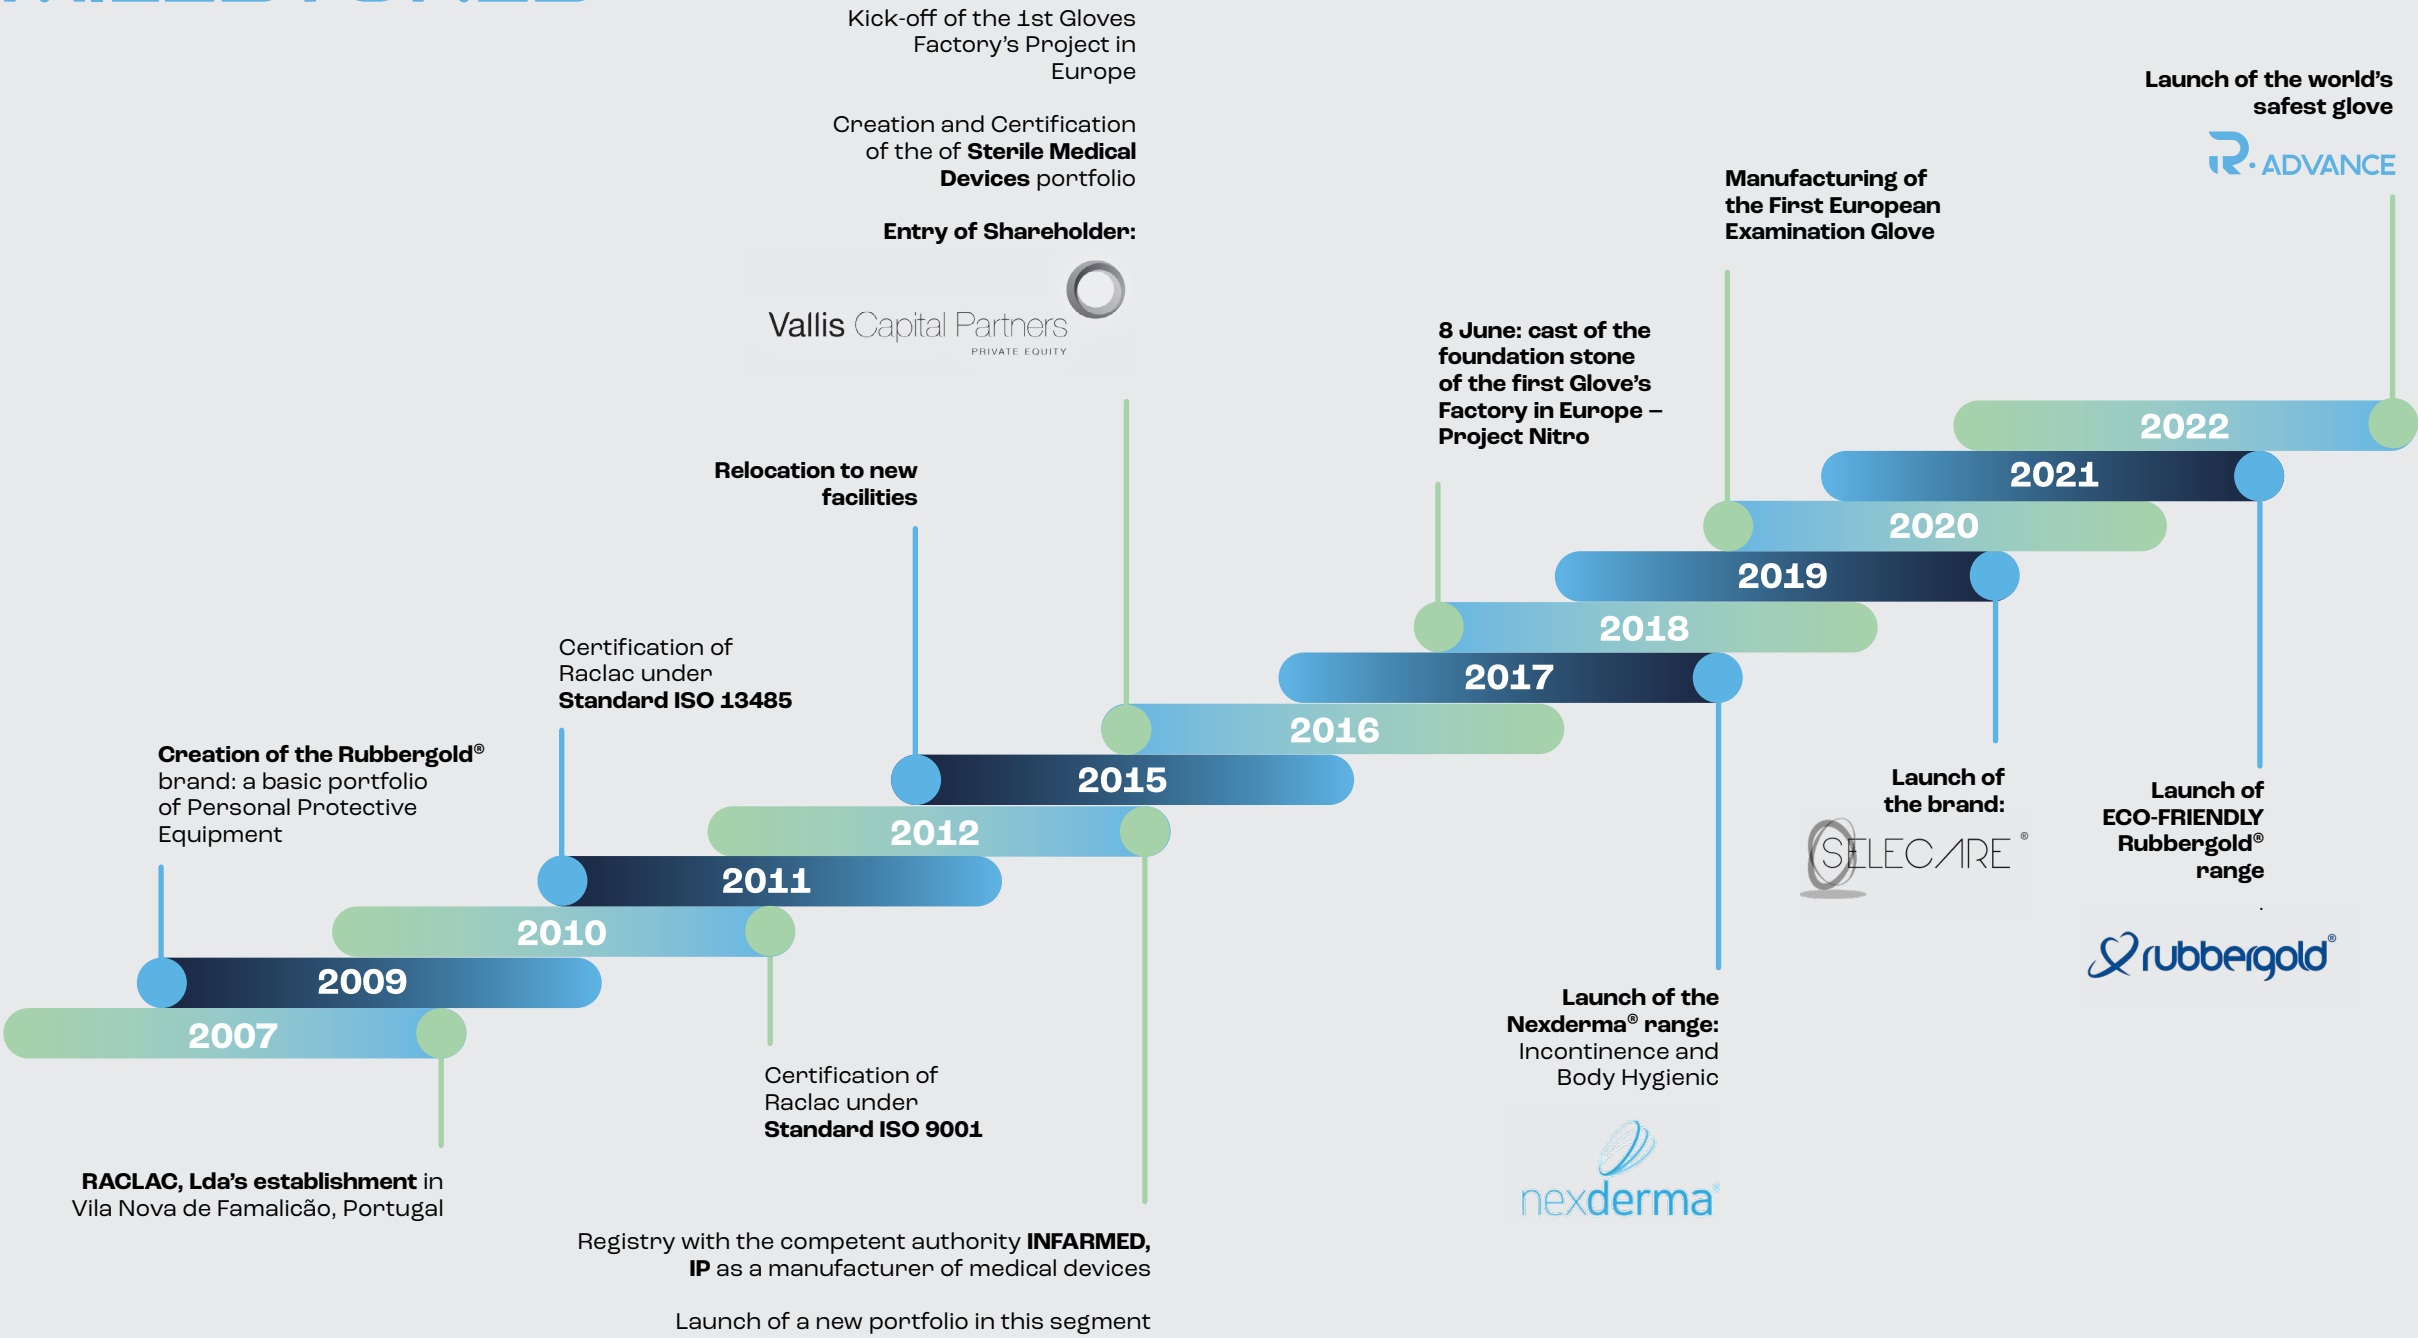 MILESTONES
Kick-off of the 1st Gloves
Factory's Project in
Europe
Creation and Certification
of the of Sterile Medical
Devices portfolio
Entry of Shareholder:
Vallis Capital Partners
PRIVATE EQUITY
Launch of the world's
safest glove
R. ADVANCE
Manufacturing of
the First European
Examination Glove
8 June: cast of the
foundation stone
of the first Glove's
Factory in Europe –
Project Nitro
Relocation to new
facilities
Certification of
Raclac under
Standard ISO 13485
Creation of the Rubbergold®
brand: a basic portfolio
of Personal Protective
Equipment
2022
2021
2020
2019
2018
2017
2016
2015
2012
2011
2010
2009
2007
RACLAC, Lda's establishment in
Vila Nova de Famalicão, Portugal
Certification of
Raclac under
Standard ISO 9001
Registry with the competent authority INFARMED,
IP as a manufacturer of medical devices
Launch of a new portfolio in this segment
Launch of the
Nexderma® range:
Incontinence and
Body Hygienic
nexderma®
Launch of
the brand:
SELECARE®
Launch of
ECO-FRIENDLY
Rubbergold®
range
.
rubbergold®